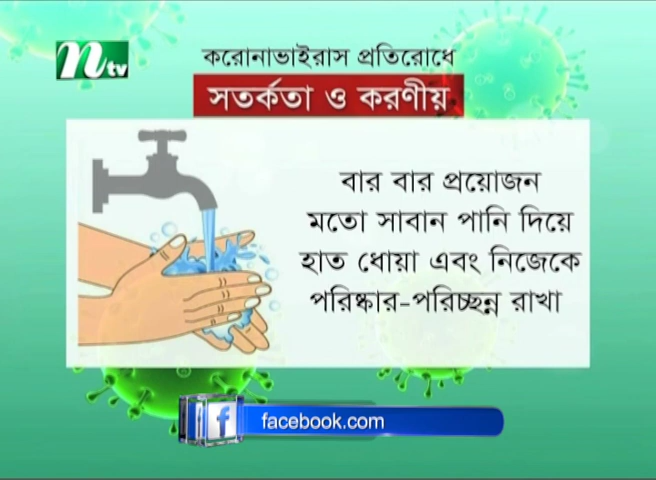 ntv
করোনাভাইরাস প্রতিরোধে
সতর্কতা ও করণীয়
বার বার প্রয়োজন
মতো সাবান পানি দিয়ে
হাত ধোয়া এবং নিজেকে
পরিষ্কার-পরিচ্ছন্ন রাখা
facebook.com